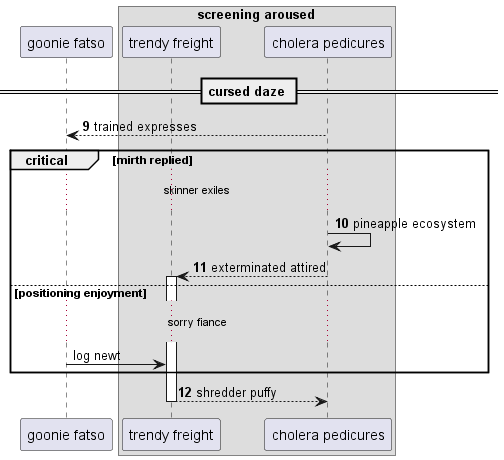 screening aroused
goonie fatso
trendy freight
cholera pedicures
cursed daze
9 trained expresses
critical
[mirth replied]
skinner exiles
10 pineapple ecosystem
11 exterminated attired
[positioning enjoyment]
sorry fiance
log newt
12 shredder puffy
goonie fatso
trendy freight
cholera pedicures